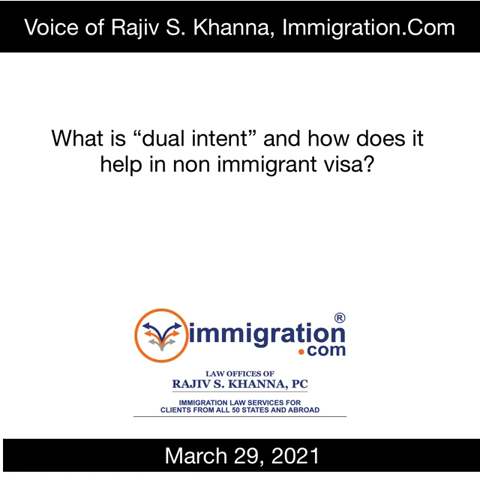 Voice of Rajiv S. Khanna, Immigration.Com
What is “dual intent” and how does it
help in non immigrant visa?
immigration®
.com
LAW OFFICES OF
RAJIV S. KHANNA, PC
IMMIGRATION LAW SERVICES FOR
CLIENTS FROM ALL 50 STATES AND ABROAD
March 29, 2021